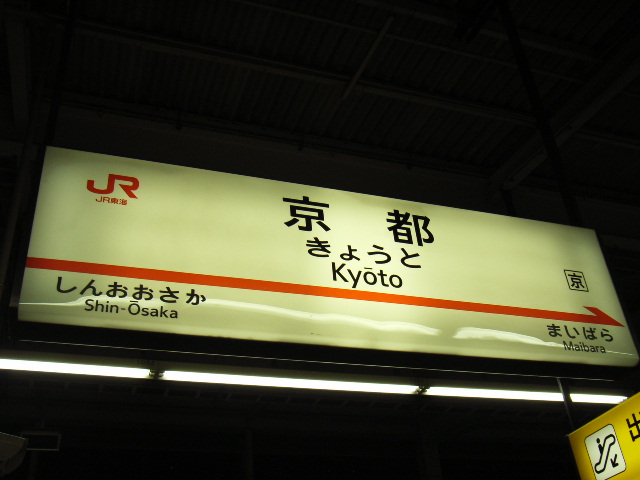 JR
JR東海
京都
きょうと
Kyōto
京
しんおおさか
Shin-Ōsaka
まいばら
Maibara
出